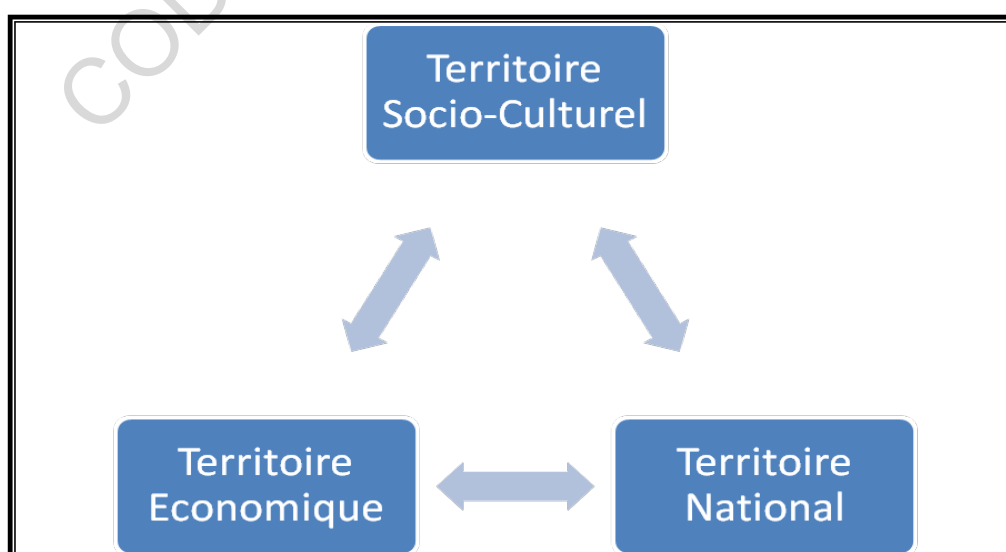 Territoire
Socio-Culturel
Territoire
Economique
Territoire
National